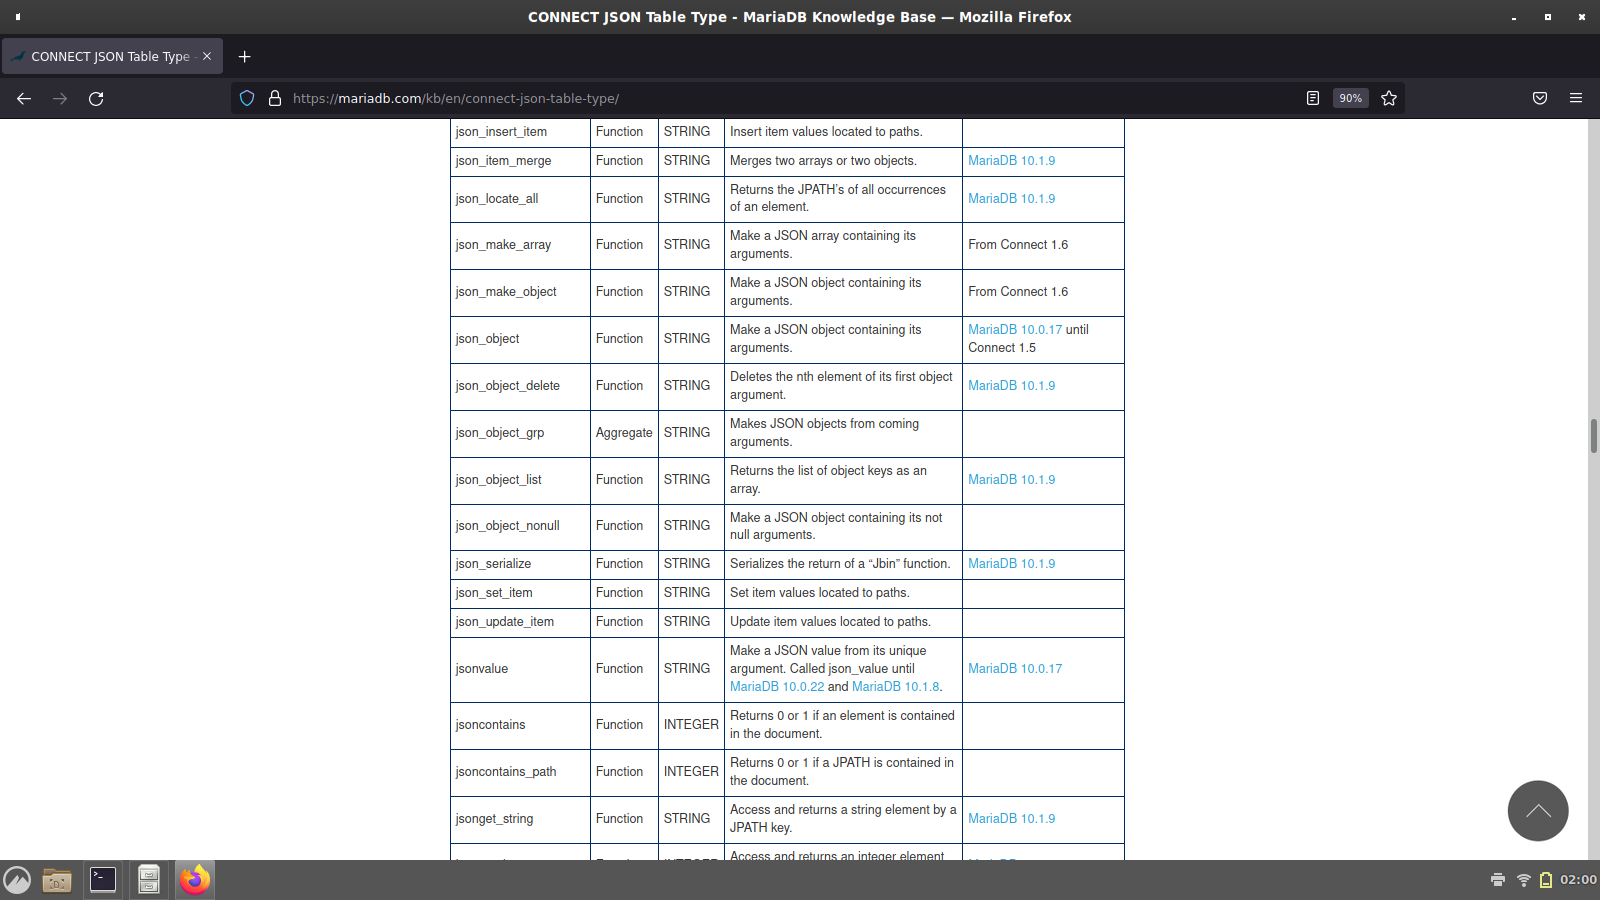 CONNECT JSON Table Type - MariaDB Knowledge Base — Mozilla Firefox
CONNECT JSON Table Type -
https://mariadb.com/kb/en/connect-json-table-type/
90%
json_insert_item Function STRING Insert item values located to paths.
json_item_merge Function STRING Merges two arrays or two objects. MariaDB 10.1.9
json_locate_all Function STRING Returns the JPATH’s of all occurrences
of an element. MariaDB 10.1.9
json_make_array Function STRING Make a JSON array containing its
arguments. From Connect 1.6
json_make_object Function STRING Make a JSON object containing its
arguments. From Connect 1.6
json_object Function STRING Make a JSON object containing its
arguments. MariaDB 10.0.17 until
Connect 1.5
json_object_delete Function STRING Deletes the nth element of its first object
argument. MariaDB 10.1.9
json_object_grp Aggregate STRING Makes JSON objects from coming
arguments.
json_object_list Function STRING Returns the list of object keys as an
array. MariaDB 10.1.9
json_object_nonull Function STRING Make a JSON object containing its not
null arguments.
json_serialize Function STRING Serializes the return of a “Jbin” function. MariaDB 10.1.9
json_set_item Function STRING Set item values located to paths.
json_update_item Function STRING Update item values located to paths.
jsonvalue Function STRING Make a JSON value from its unique
argument. Called json_value until
MariaDB 10.0.22 and MariaDB 10.1.8. MariaDB 10.0.17
jsoncontains Function INTEGER Returns 0 or 1 if an element is contained
in the document.
jsoncontains_path Function INTEGER Returns 0 or 1 if a JPATH is contained in
the document.
jsonget_string Function STRING Access and returns a string element by a
JPATH key. MariaDB 10.1.9
Access and returns an integer element
02:00